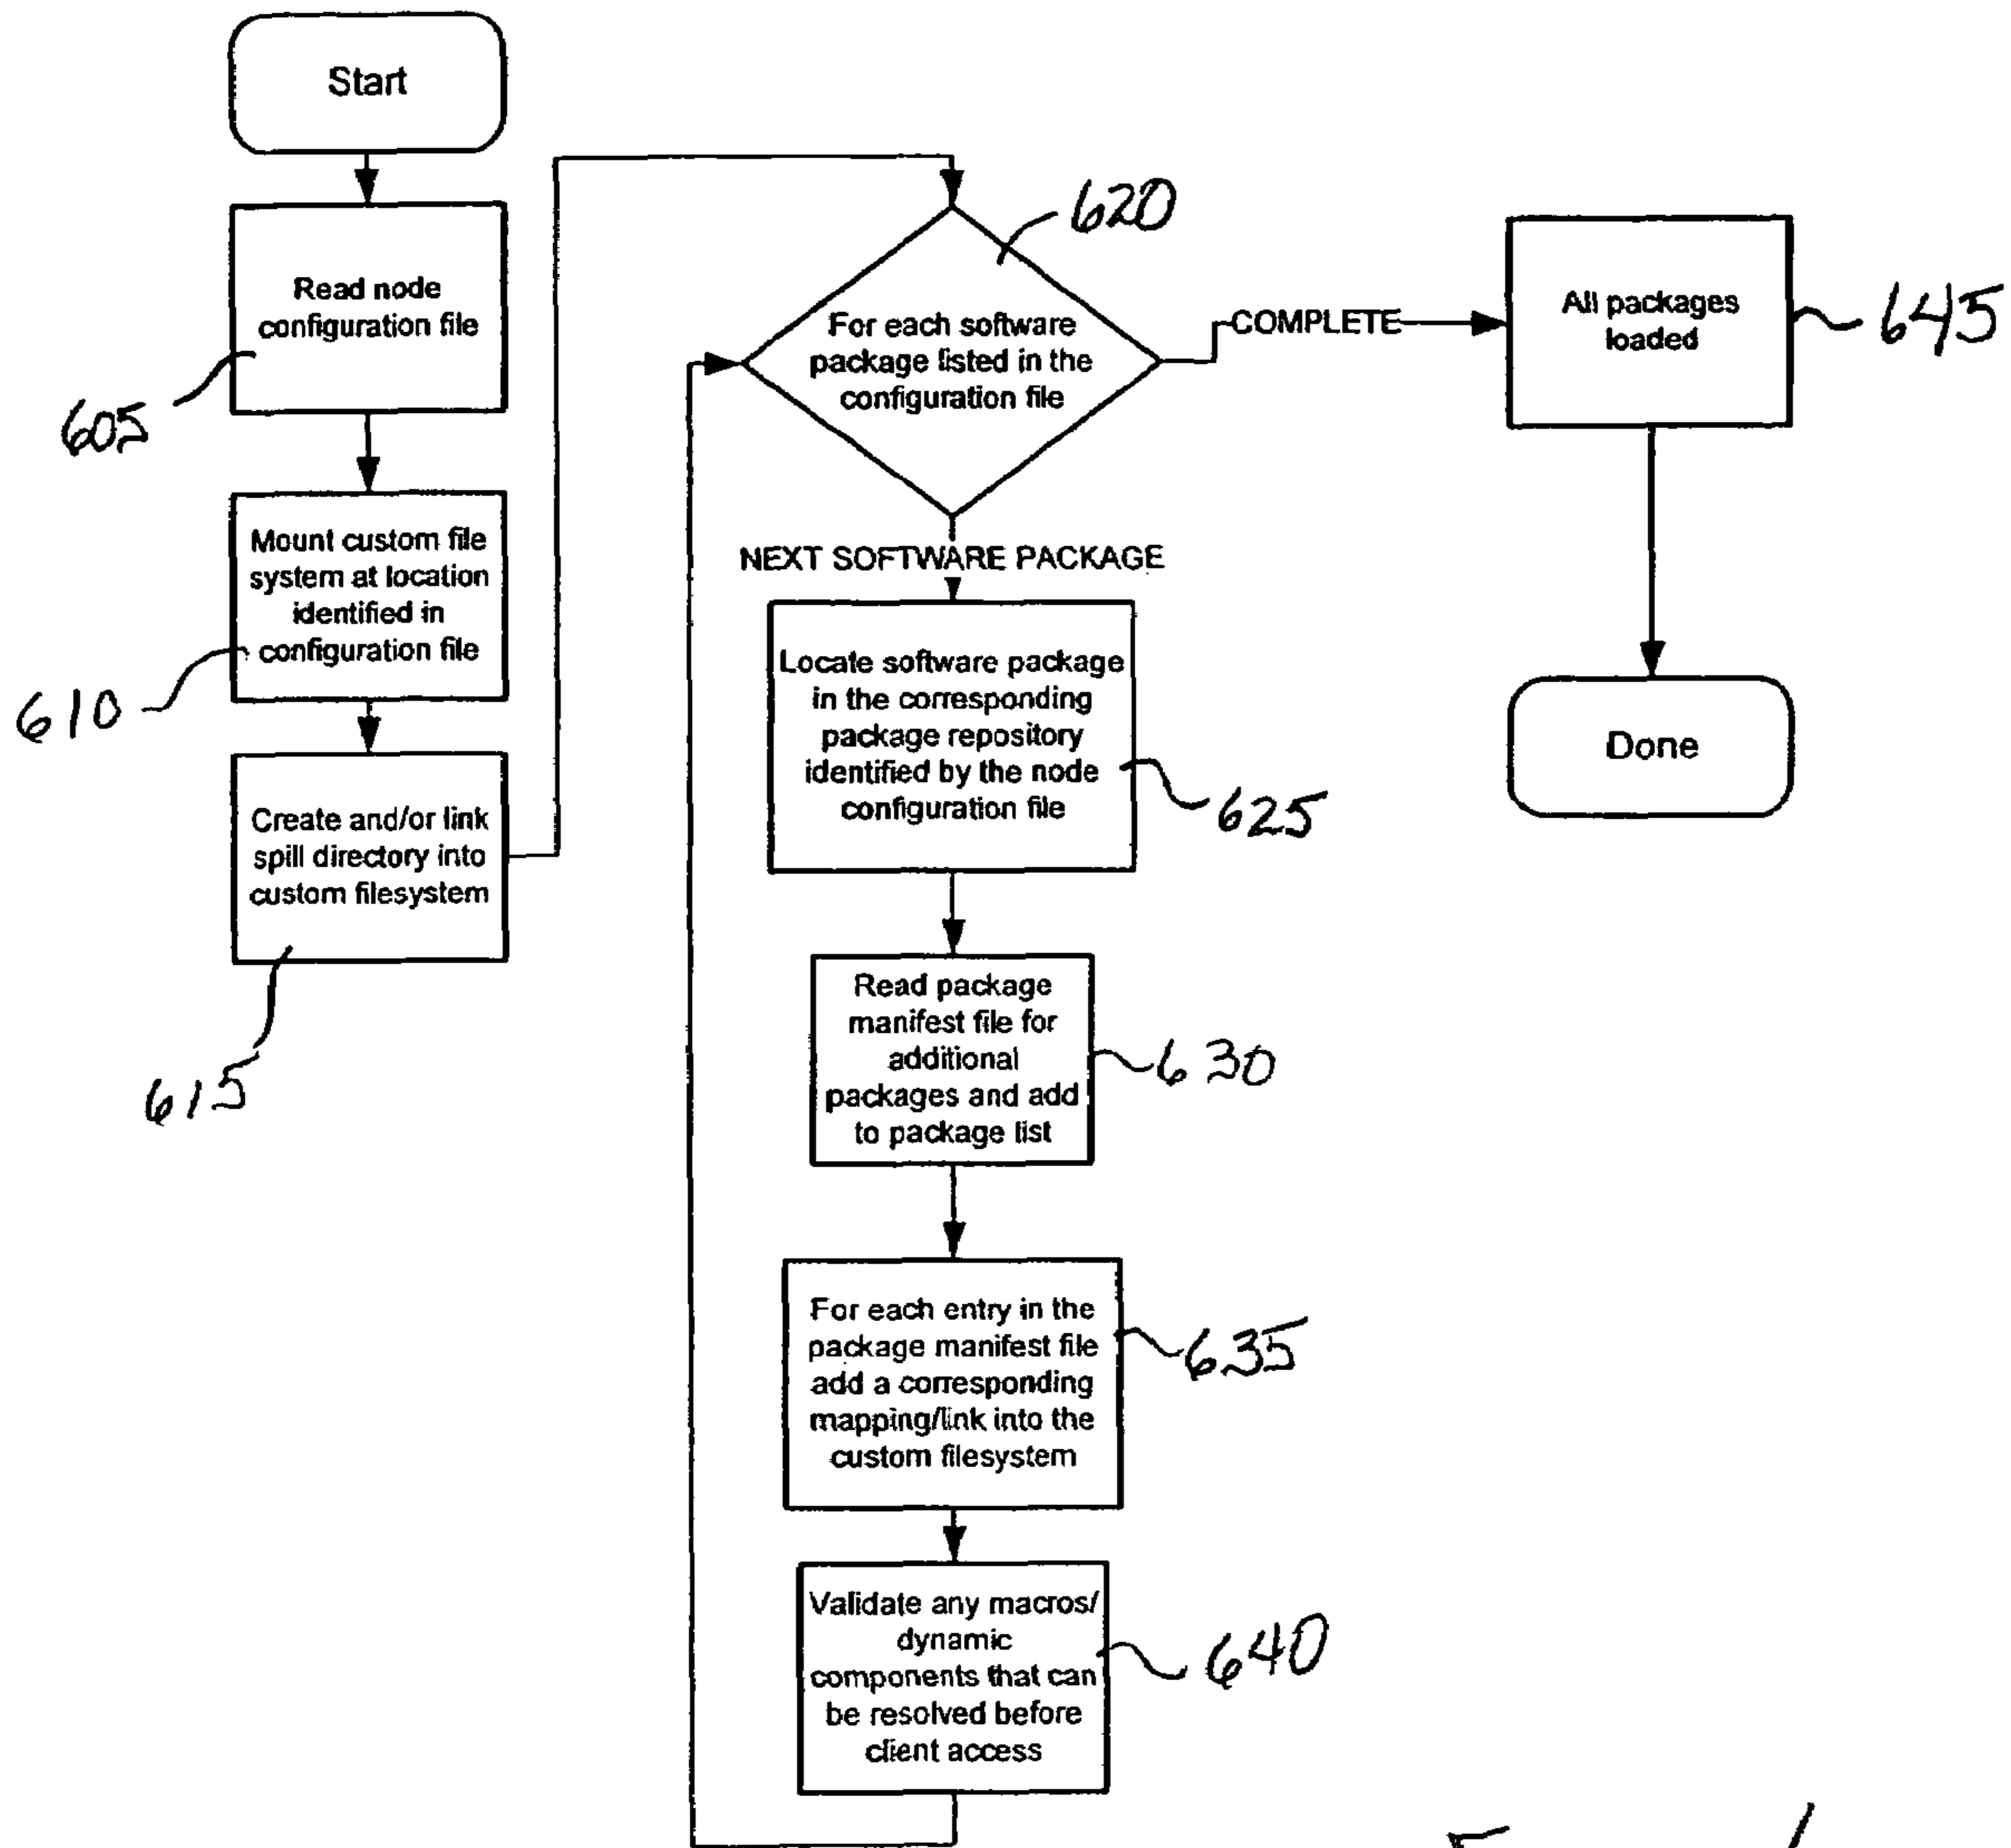 Start
Read node
configuration file
605
Mount custom file
system at location
identified in
configuration file
610
Create and/or link
spill directory into
custom filesystem
615
620
For each software
package listed in the
configuration file
COMPLETE
All packages
loaded
645
Done
NEXT SOFTWARE PACKAGE
Locate software package
in the corresponding
package repository
identified by the node
configuration file
625
Read package
manifest file for
additional
packages and add
to package list
630
For each entry in the
package manifest file
add a corresponding
mapping/link into the
custom filesystem
635
Validate any macros/
dynamic
components that can
be resolved before
client access
640